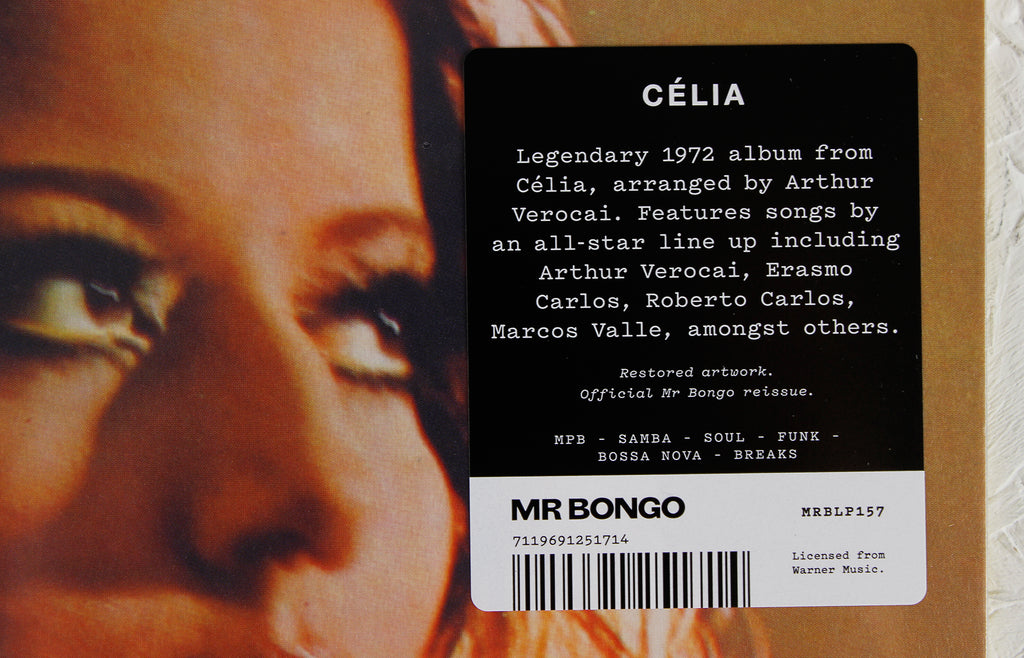 CÉLIA
Legendary 1972 album from
Célia, arranged by Arthur
Verocai. Features songs by
an all-star line up including
Arthur Verocai, Erasmo
Carlos, Roberto Carlos,
Marcos Valle, amongst others.
Restored artwork.
Official Mr Bongo reissue.
MPB - SAMBA - SOUL - FUNK -
BOSSA NOVA - BREAKS
MR BONGO
MRBLP157
7119691251714
Licensed from
Warner Music.